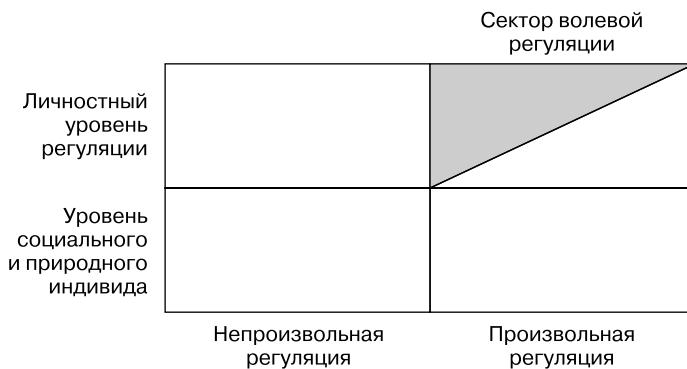 Сектор волевой
регуляции
Личностный
уровень
регуляции
Уровень
социального
и природного
индивида
Непроизвольная
регуляция
Произвольная
регуляция